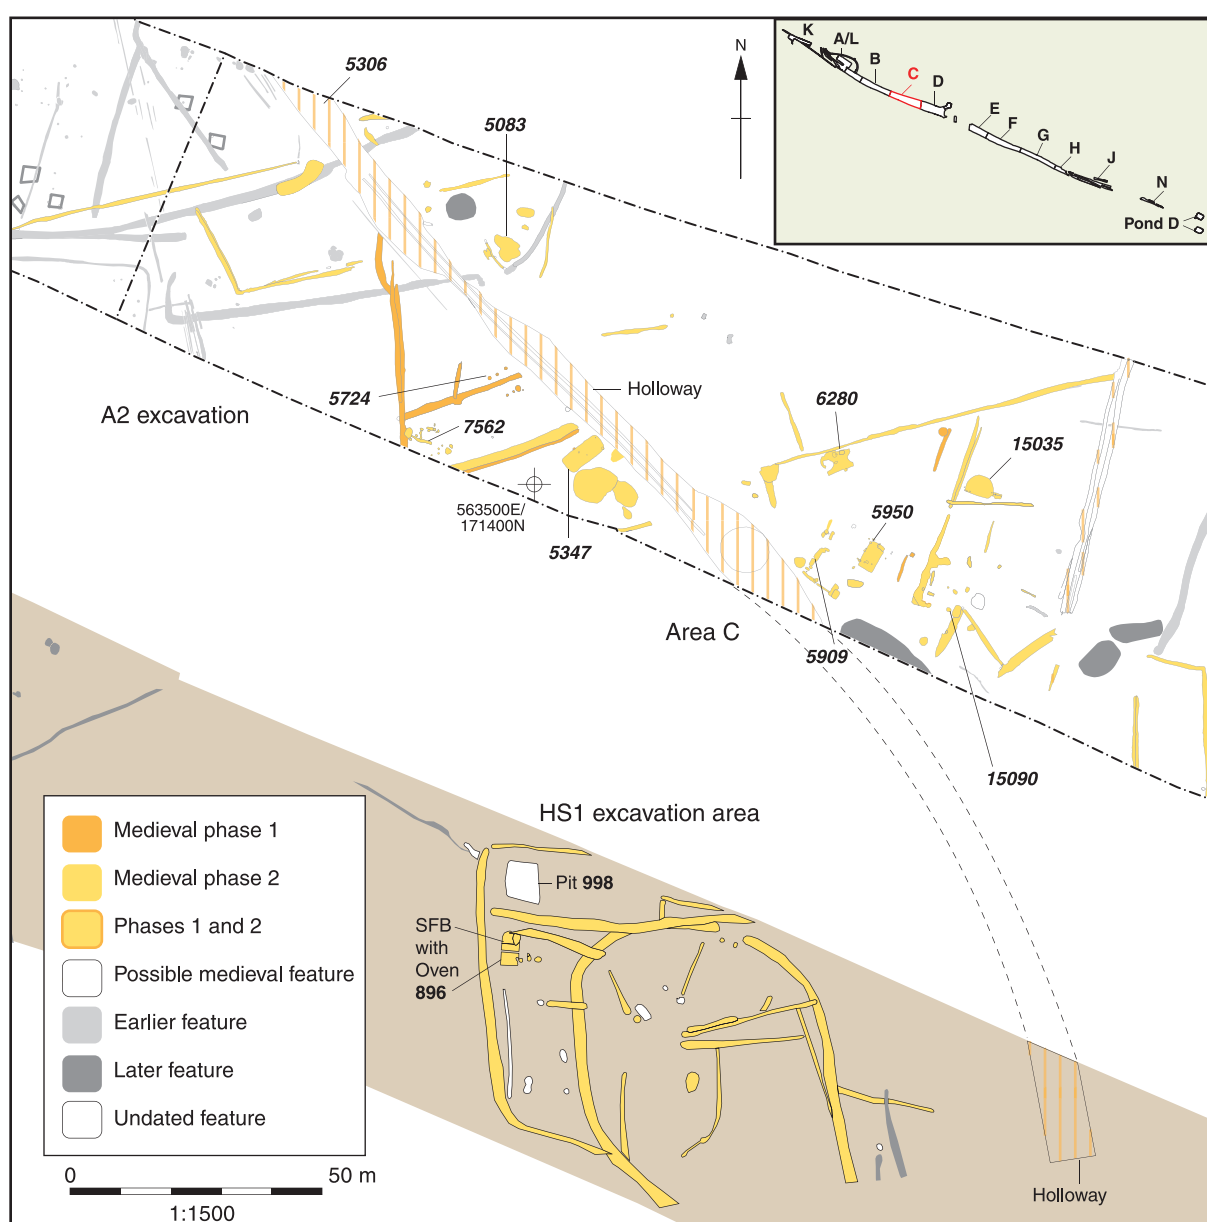 K
A/L
B
C
D
E
F
G
H
J
N
Pond D
N
5306
5083
5724
7562
Holloway
A2 excavation
563500E/
171400N
5347
6280
15035
5950
5909
Area C
15090
HS1 excavation area
Pit 998
SFB
with
Oven
896
Holloway
Medieval phase 1
Medieval phase 2
Phases 1 and 2
Possible medieval feature
Earlier feature
Later feature
Undated feature
0 50 m
1:1500